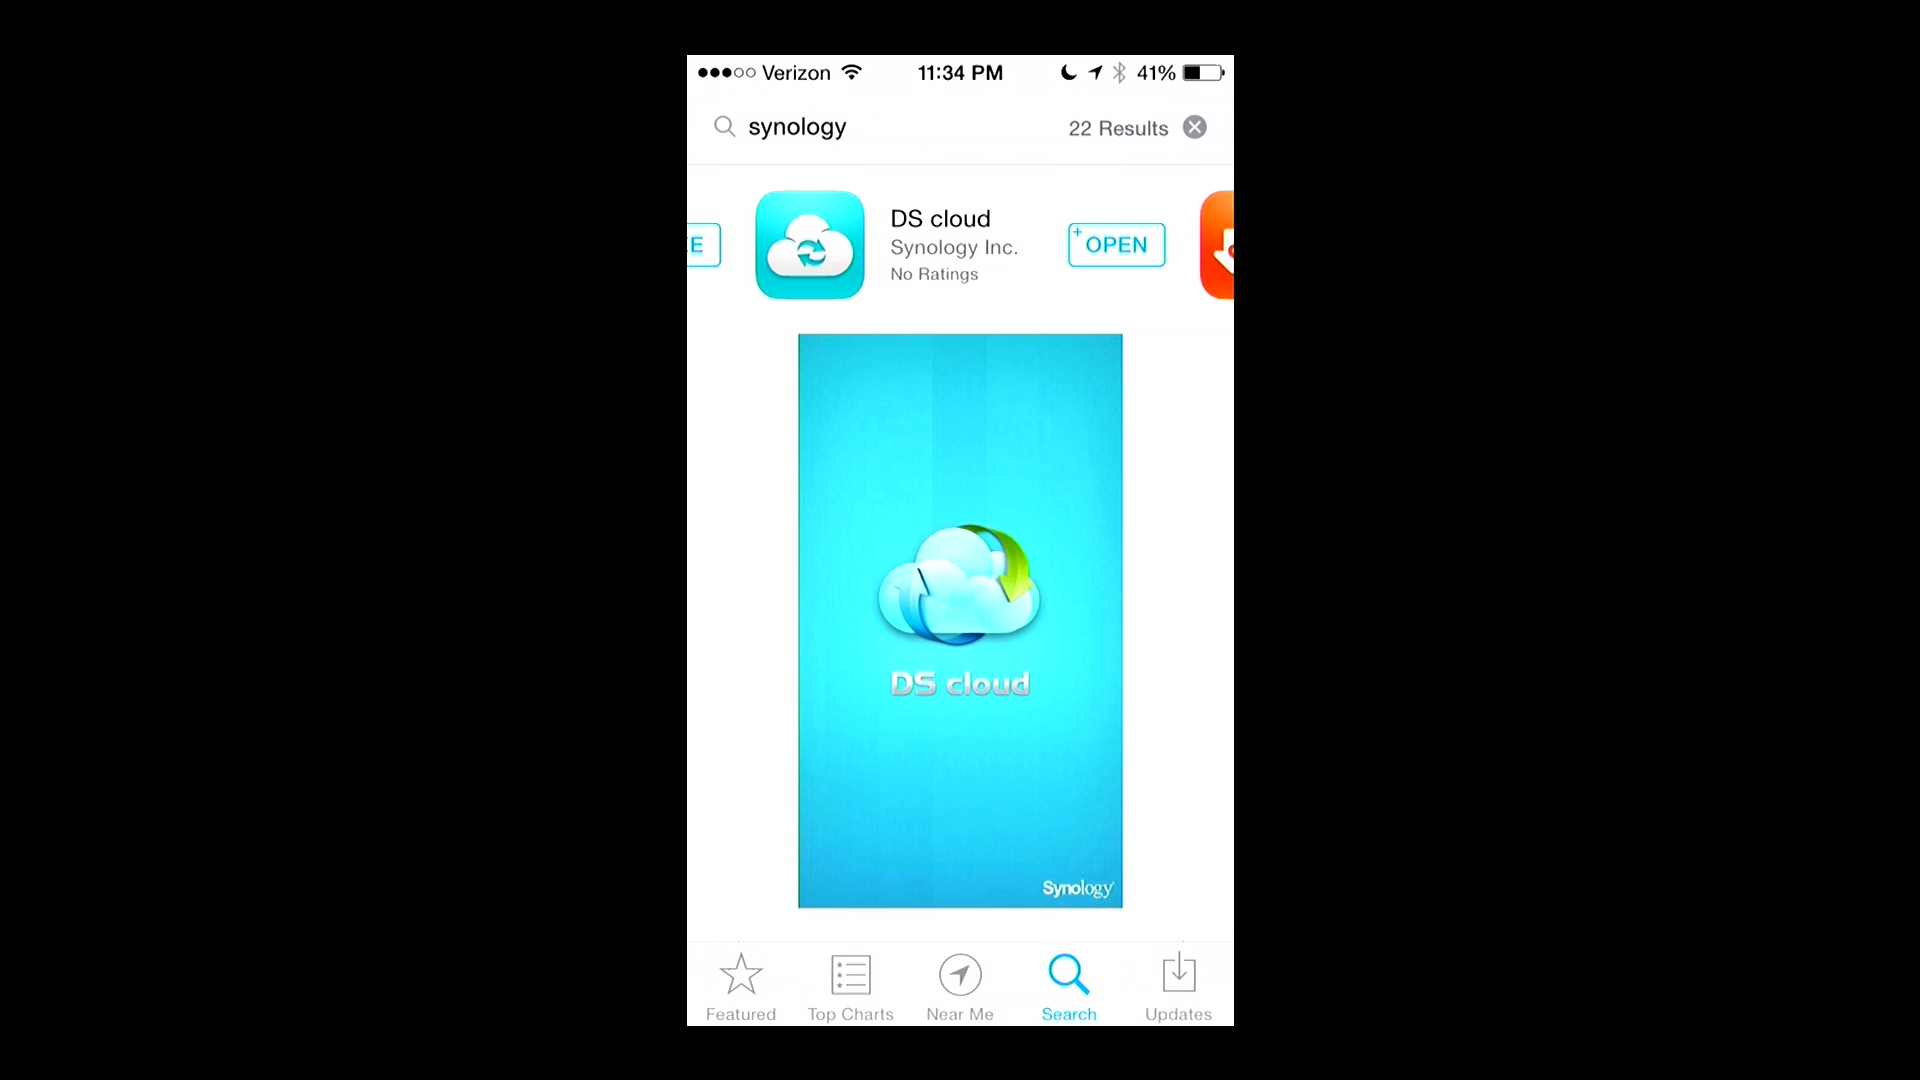 Verizon 11:34 PM 41%
synology 22 Results
DS cloud
Synology Inc.
No Ratings
E
+ OPEN
DS cloud
Synology
Featured Top Charts Near Me Search Updates